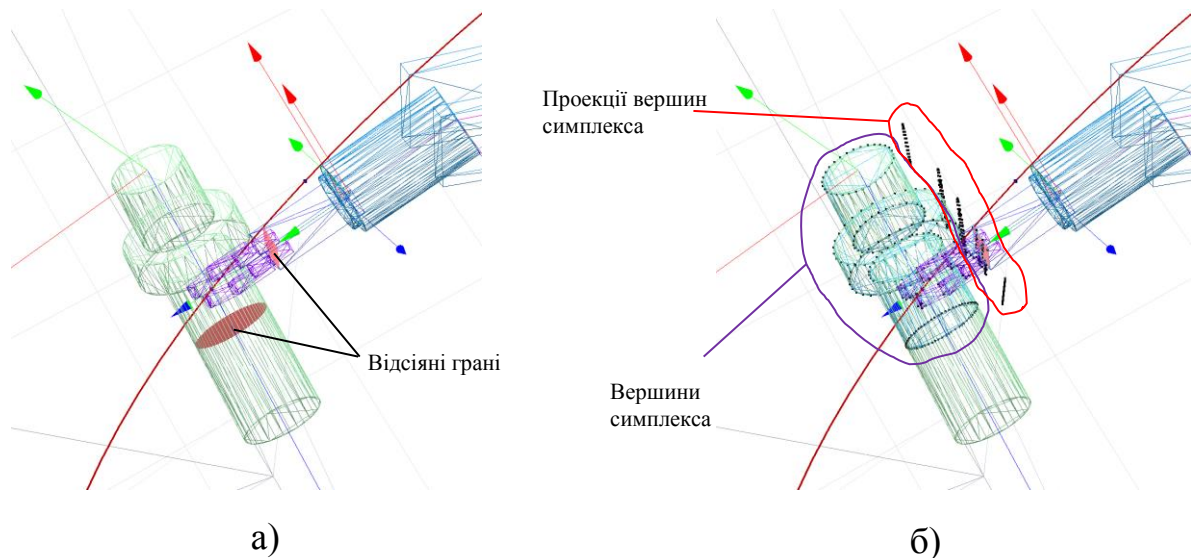 Відсіяні грані
а)
Проекції вершин
симплекса
Вершини
симплекса
б)